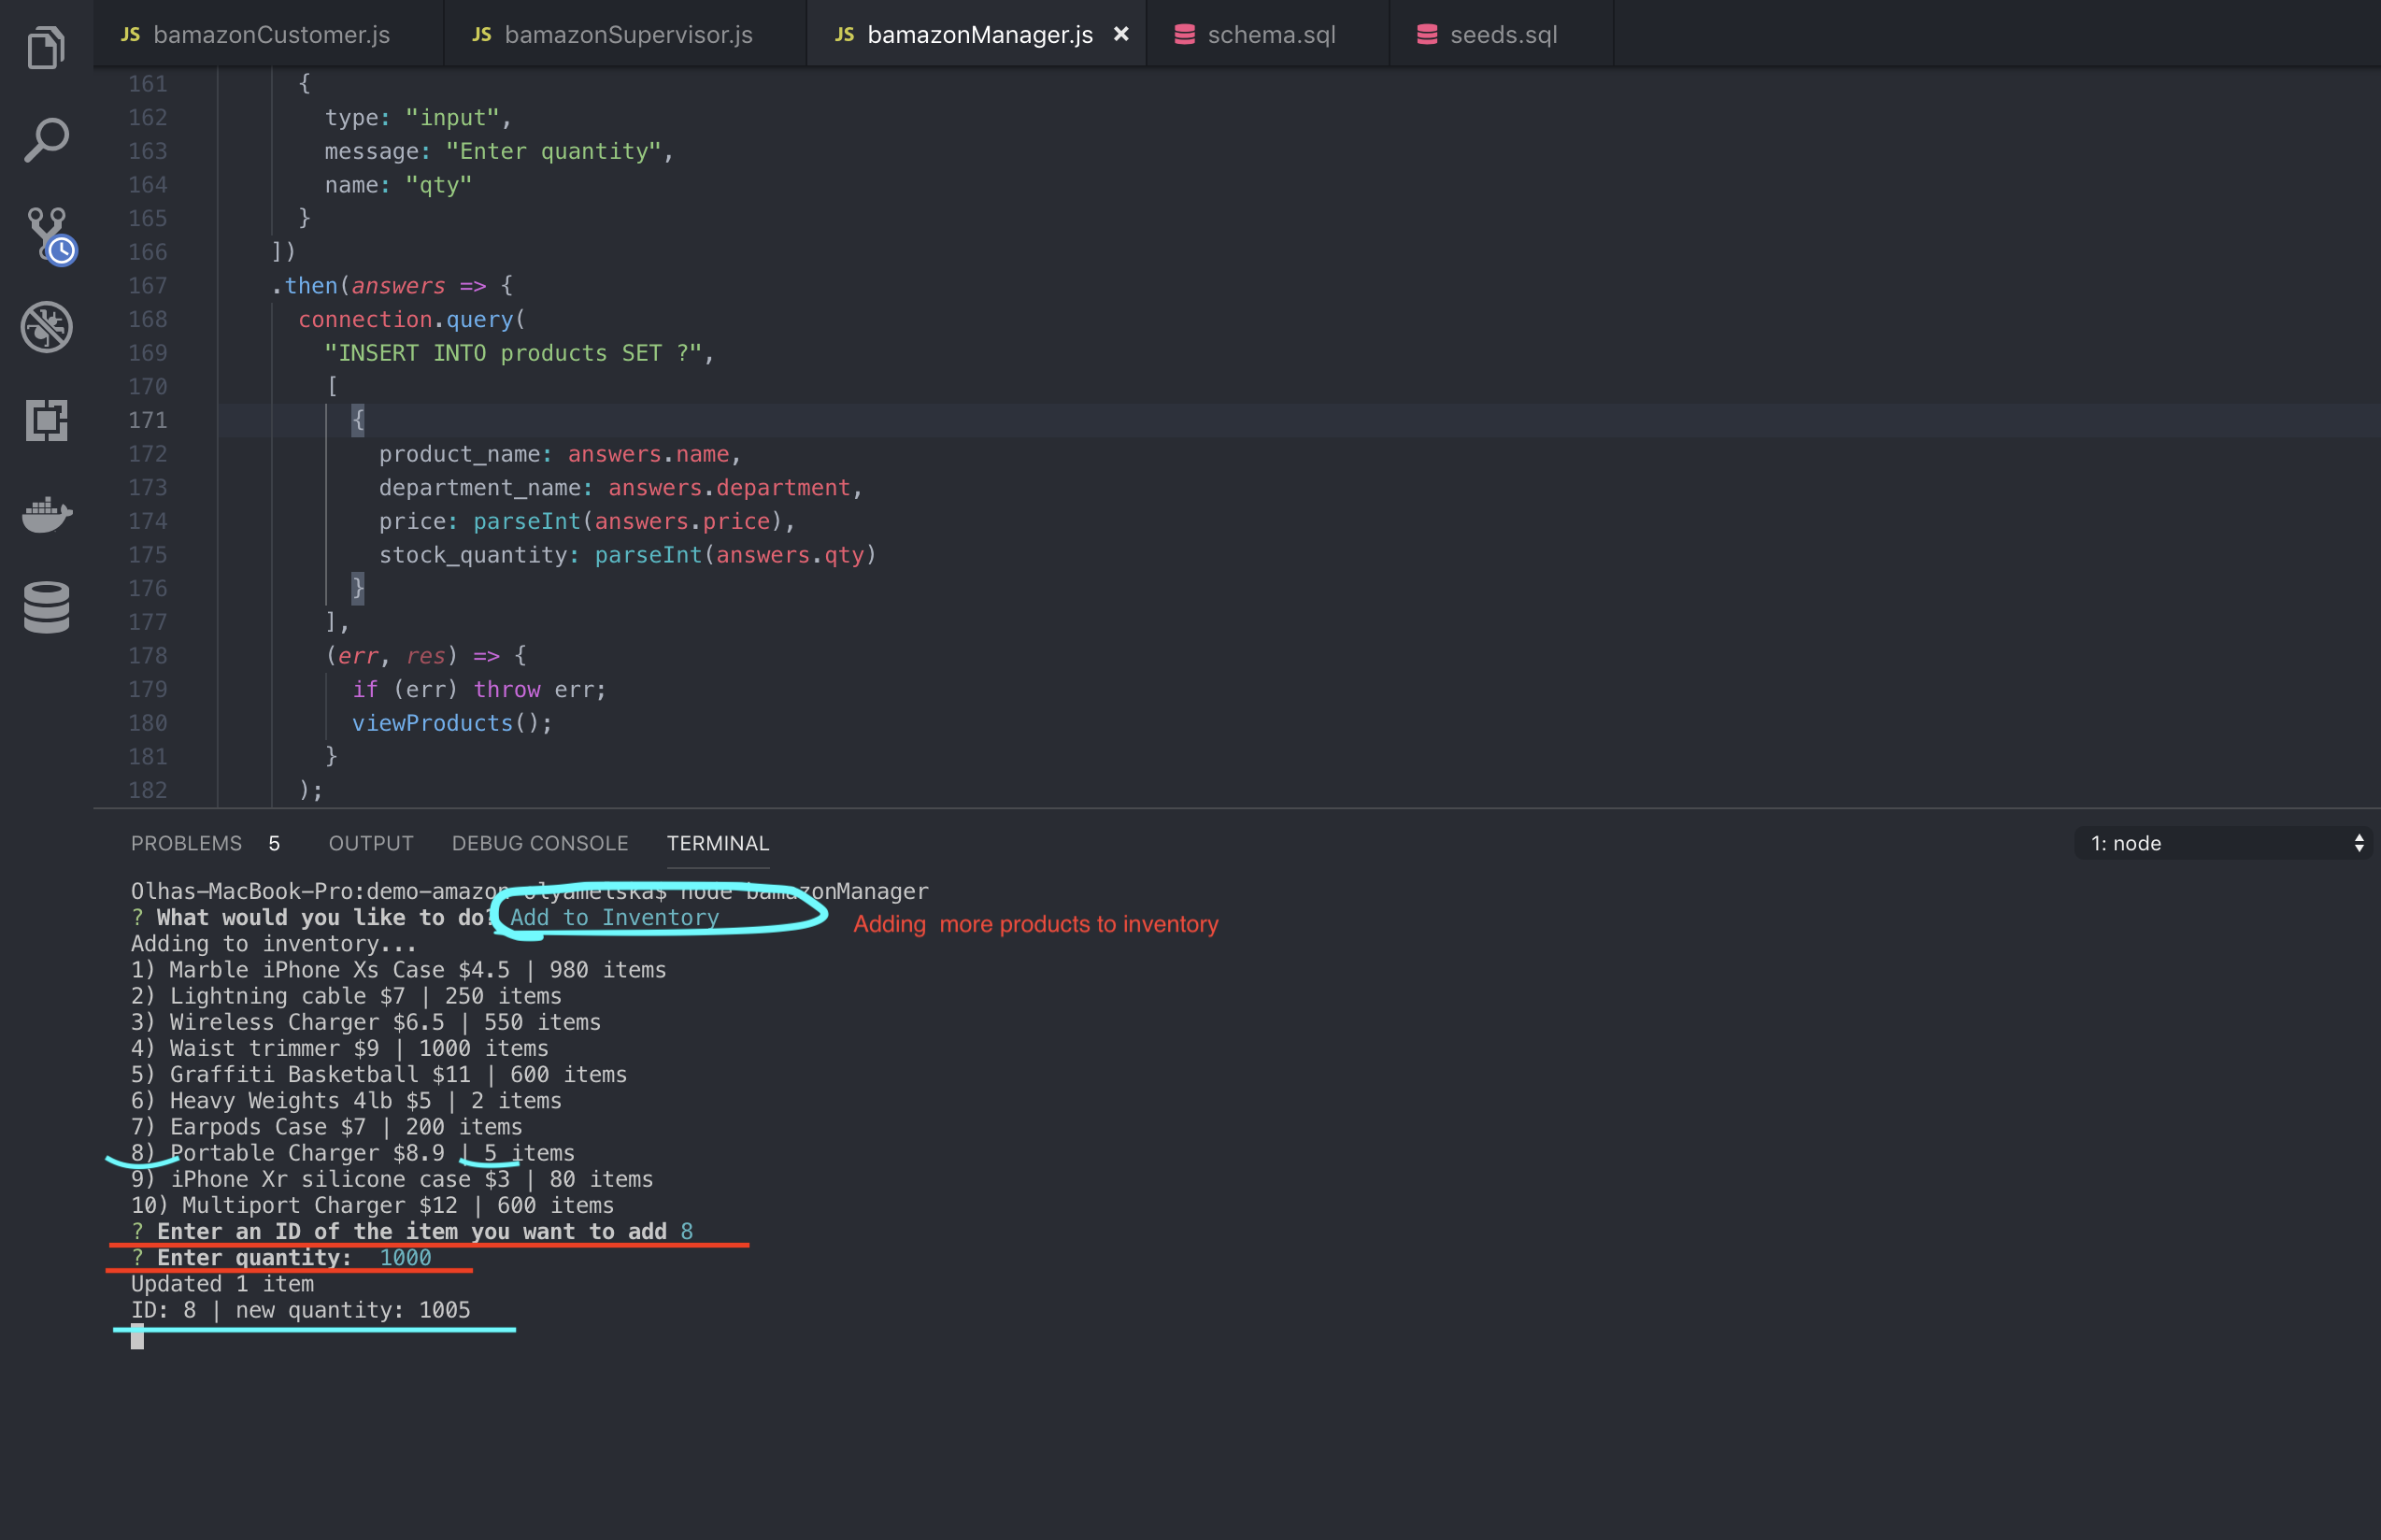 JS bamazonCustomer.js JS bamazonSupervisor.js JS bamazonManager.js × schema.sql seeds.sql
161 {
162 type: "input",
163 message: "Enter quantity",
164 name: "qty"
165 }
166 ])
167 .then(answers => {
168 connection.query(
169 "INSERT INTO products SET ?",
170 [
171 {
172 product_name: answers.name,
173 department_name: answers.department,
174 price: parseInt(answers.price),
175 stock_quantity: parseInt(answers.qty)
176 }
177 ],
178 (err, res) => {
179 if (err) throw err;
180 viewProducts();
181 }
182 );
PROBLEMS 5 OUTPUT DEBUG CONSOLE TERMINAL 1: node
Olhas-MacBook-Pro:demo-amazon olyamelska$ node bamazonManager
? What would you like to do? Add to Inventory
Adding more products to inventory
Adding to inventory...
1) Marble iPhone Xs Case $4.5 | 980 items
2) Lightning cable $7 | 250 items
3) Wireless Charger $6.5 | 550 items
4) Waist trimmer $9 | 1000 items
5) Graffiti Basketball $11 | 600 items
6) Heavy Weights 4lb $5 | 2 items
7) Earpods Case $7 | 200 items
8) Portable Charger $8.9 | 5 items
9) iPhone Xr silicone case $3 | 80 items
10) Multiport Charger $12 | 600 items
? Enter an ID of the item you want to add 8
? Enter quantity: 1000
Updated 1 item
ID: 8 | new quantity: 1005